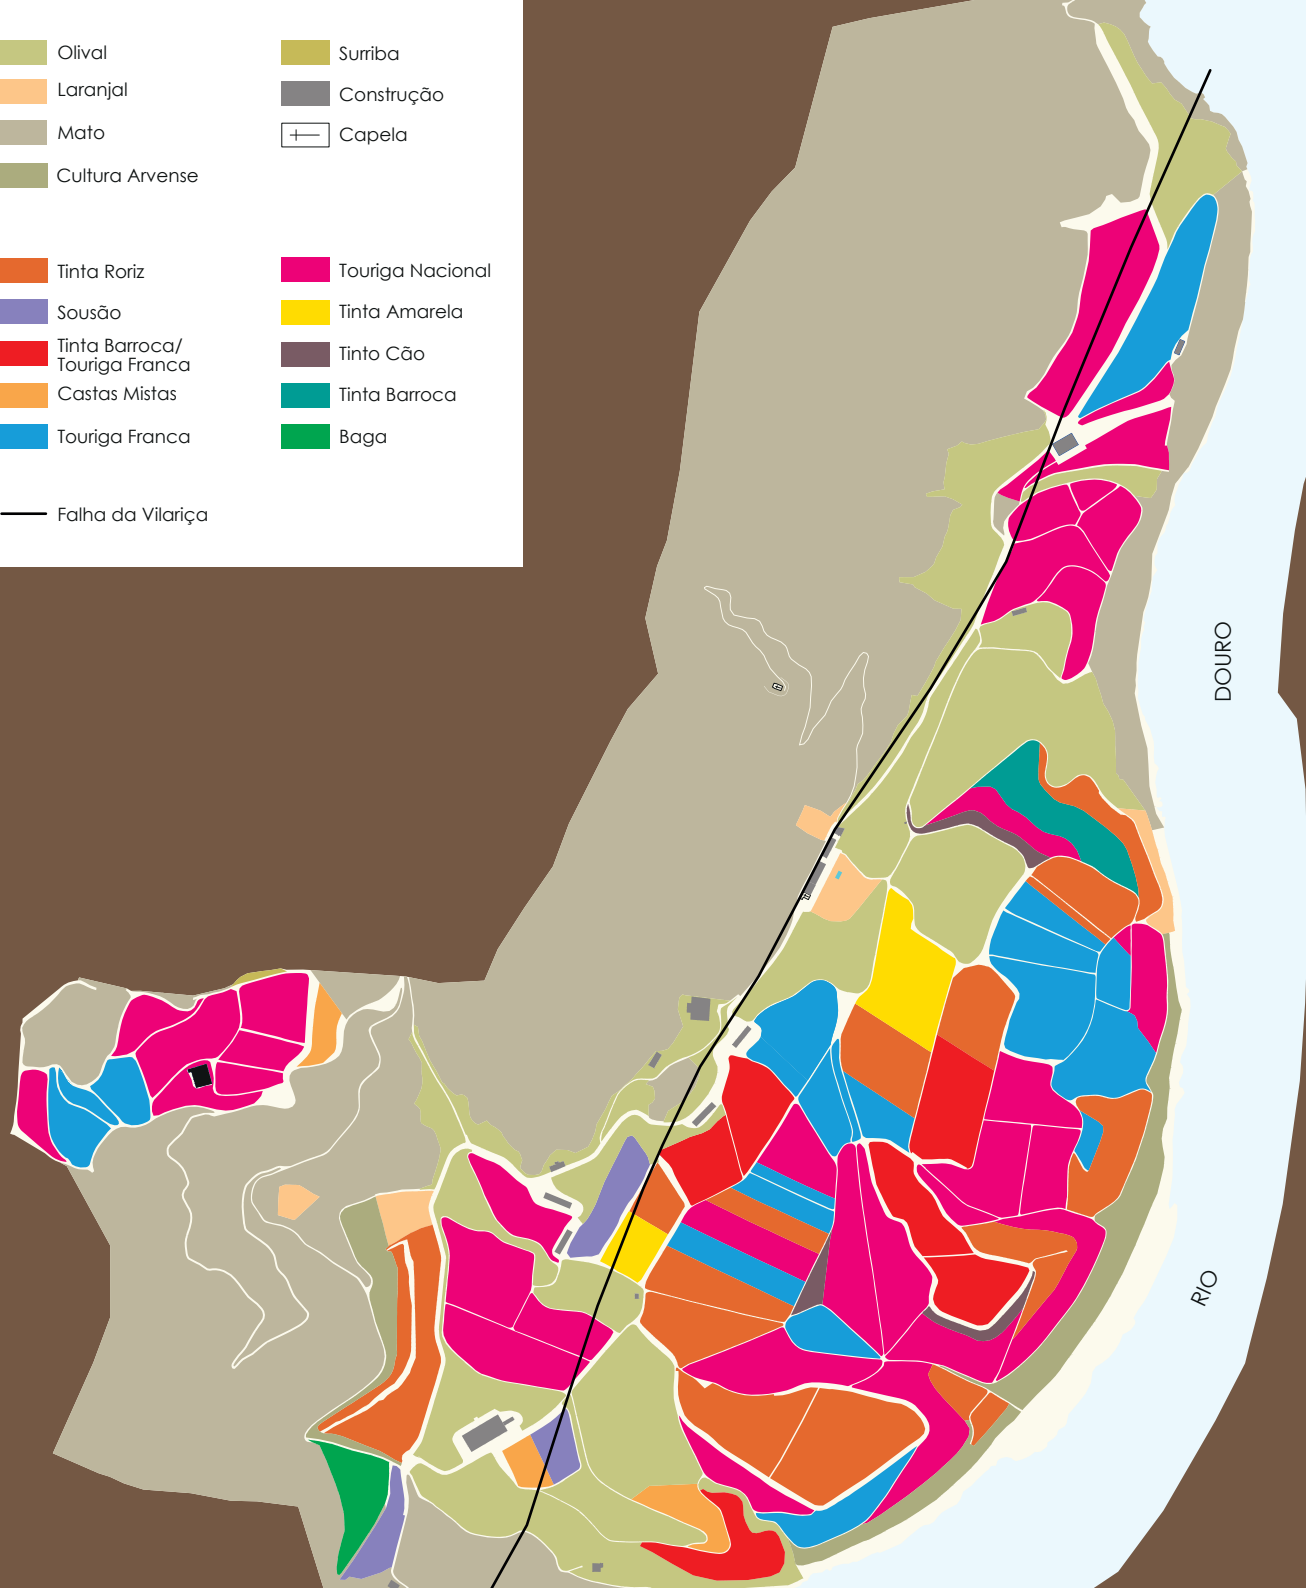 Olival
Laranjal
Mato
Cultura Arvense
Surriba
Construção
Capela
Tinta Roriz
Sousão
Tinta Barroca/
Touriga Franca
Castas Mistas
Touriga Franca
Touriga Nacional
Tinta Amarela
Tinto Cão
Tinta Barroca
Baga
Falha da Vilariça
DOURO
RIO